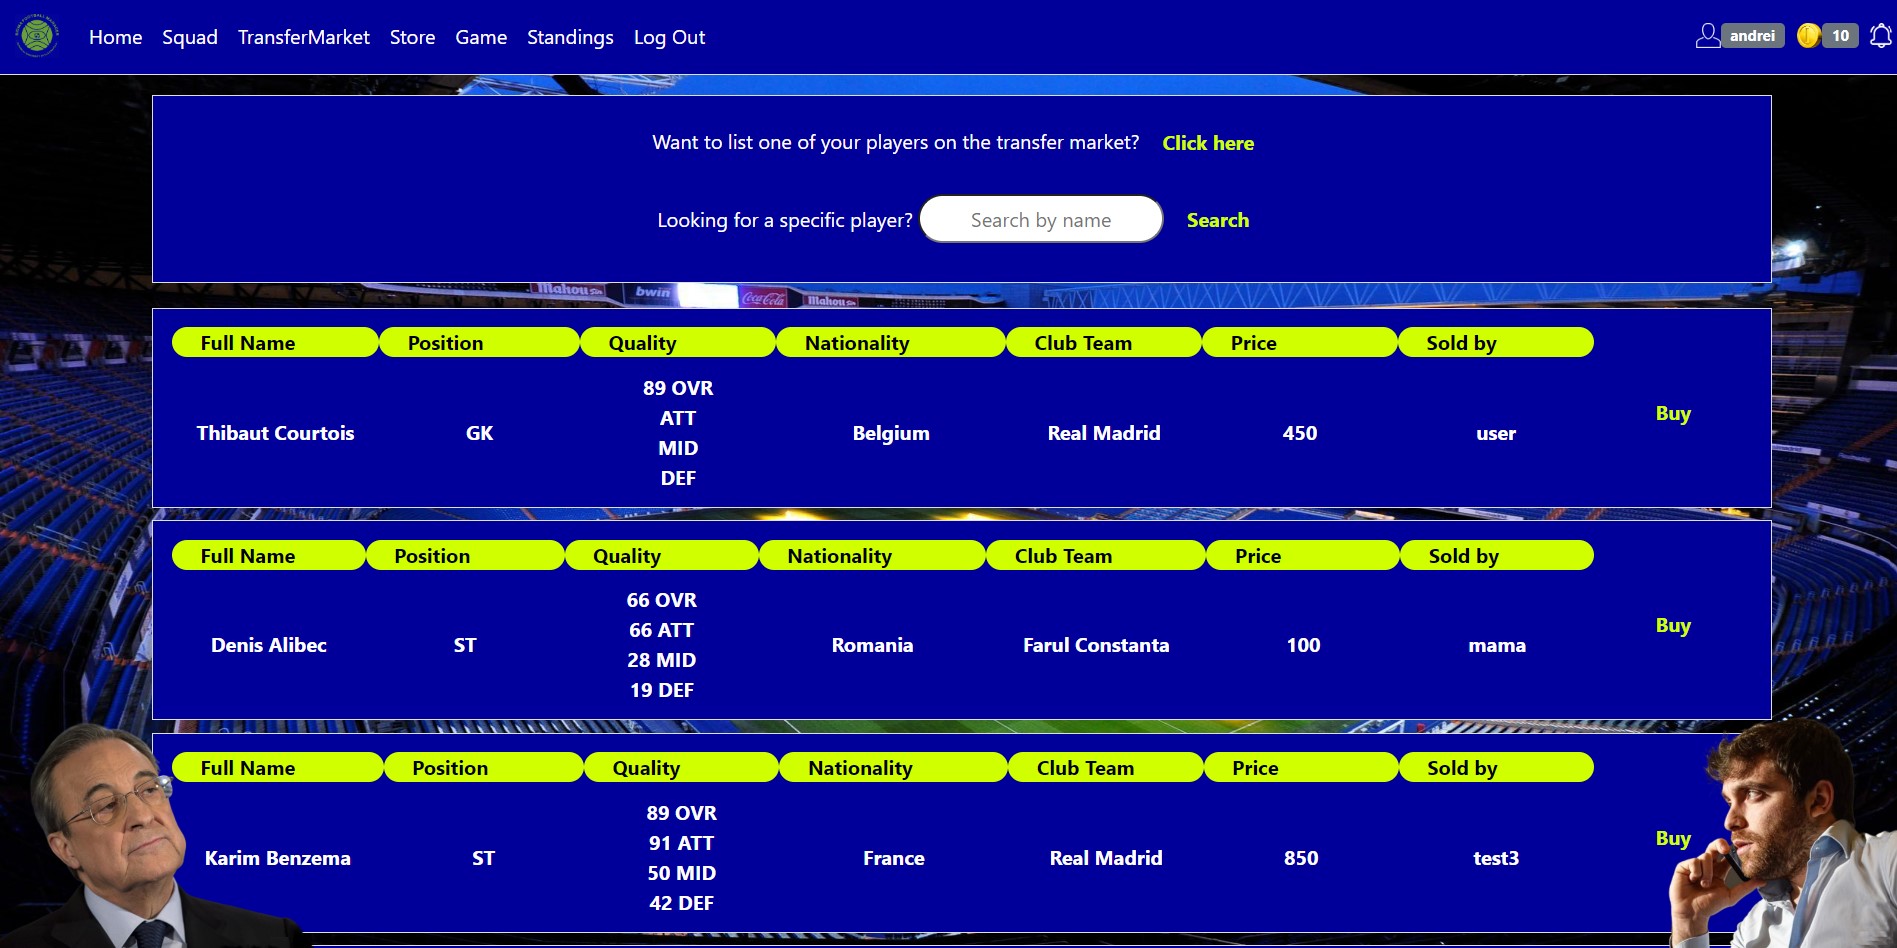 Home Squad TransferMarket Store Game Standings Log Out andrei 10
Want to list one of your players on the transfer market? Click here
Looking for a specific player? Search by name Search
Mahou bwin Coca-Cola Mahou
Full Name Position Quality Nationality Club Team Price Sold by
89 OVR
ATT
Thibaut Courtois GK MID Belgium Real Madrid 450 user Buy
DEF
Full Name Position Quality Nationality Club Team Price Sold by
66 OVR
66 ATT
Denis Alibec ST 28 MID Romania Farul Constanta 100 mama Buy
19 DEF
Full Name Position Quality Nationality Club Team Price Sold by
89 OVR
91 ATT
Karim Benzema ST 50 MID France Real Madrid 850 test3 Buy
42 DEF